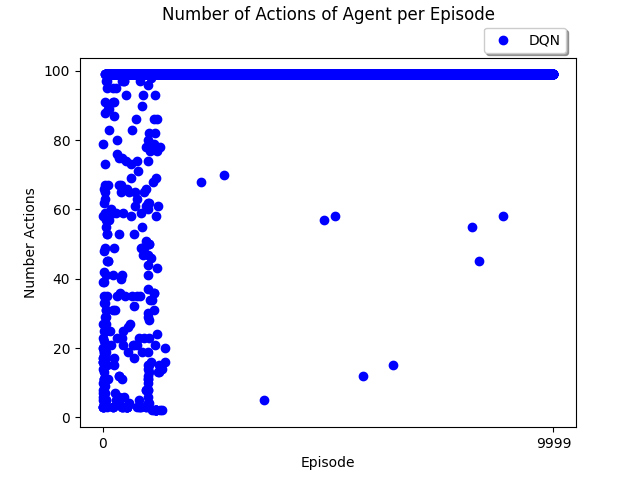 Number of Actions of Agent per Episode
DQN
100
80
60
40
20
0
Number Actions
0
9999
Episode